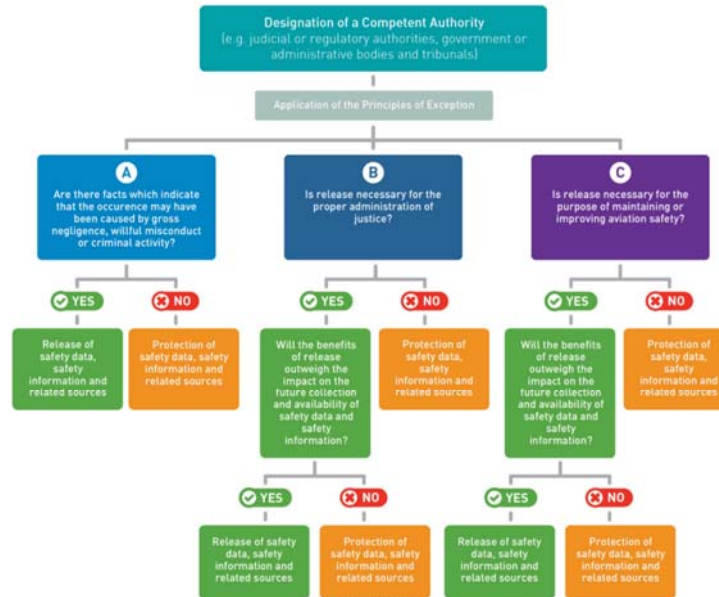 Designation of a Competent Authority
(e.g. judicial or regulatory authorities, government or
administrative bodies and tribunals)
Application of the Principles of Exception
A
Are there facts which indicate
that the occurence may have
been caused by gross
negligence, willful misconduct
or criminal activity?
B
Is release necessary for the
proper administration of
justice?
C
Is release necessary for the
purpose of maintaining or
improving aviation safety?
YES
NO
YES
NO
YES
NO
Release of
safety data,
safety
information and
related sources
Protection of
safety data, safety
information and
related sources
Will the benefits
of release
outweigh the
impact on the
future collection
and availability of
safety data and
safety
information?
Protection of
safety data,
safety
information and
related sources
Will the benefits
of release
outweigh the
impact on the
future collection
and availability of
safety data and
safety
information?
Protection of
safety data,
safety
information and
related sources
YES
NO
YES
NO
Release of safety
data, safety
information and
related sources
Protection of
safety data, safety
information and
related sources
Release of safety
data, safety
information and
related sources
Protection of
safety data, safety
information and
related sources